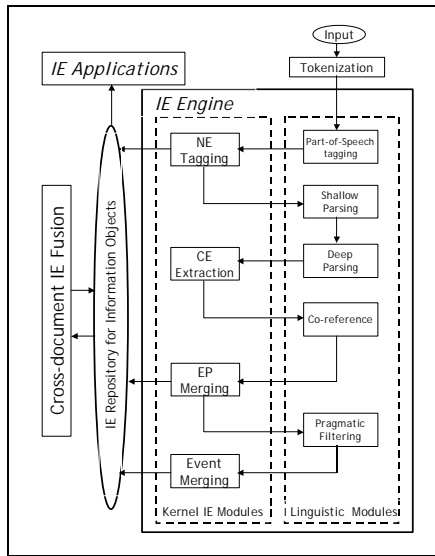 Input
IE Applications
Tokenization
IE Engine
NE
Tagging
Part-of-Speech
tagging
Shallow
Parsing
CE
Extraction
Deep
Parsing
Co-reference
EP
Merging
Pragmatic
Filtering
Event
Merging
Kernel IE Modules
Linguistic Modules
Cross-document IE Fusion
IE Repository for Information Objects